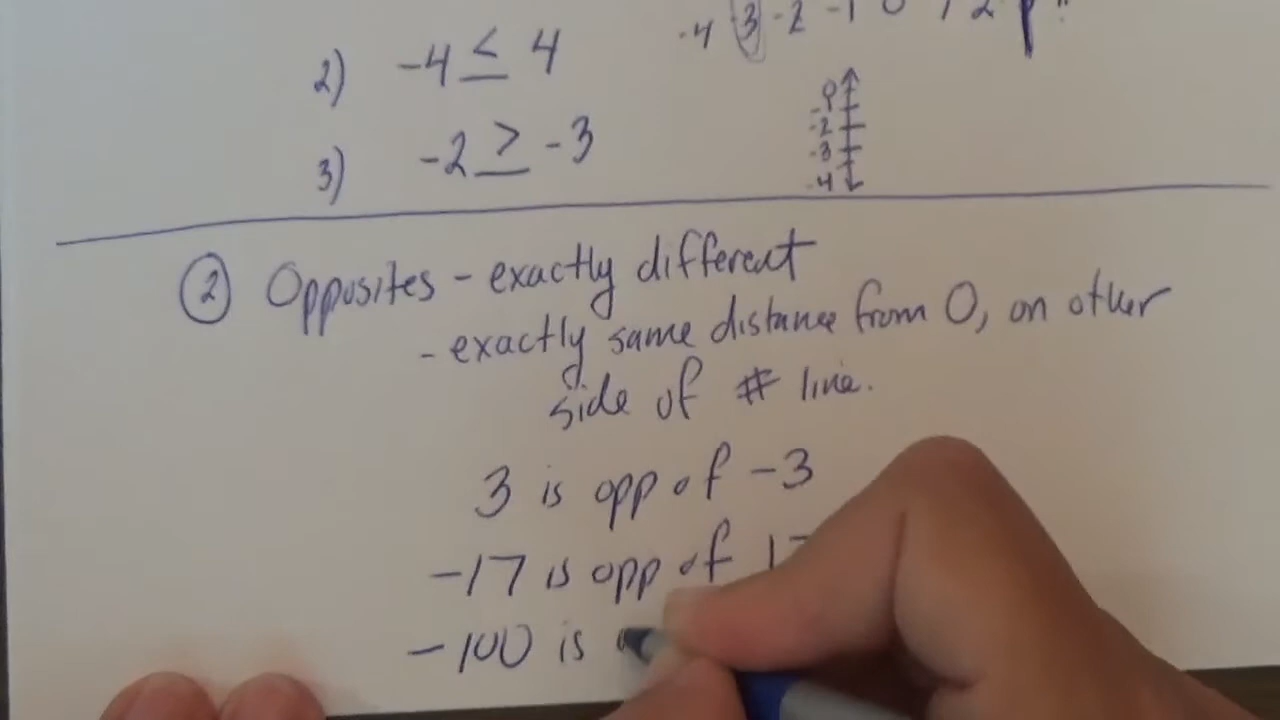 -4 3 -2 -1 0 1 2
2) -4 ≤ 4
3) -2 ≥ -3
-2
-3
-4
② Opposites - exactly different
- exactly same distance from 0, on other
side of # line.
3 is opp of -3
-17 is opp of 17
-100 is